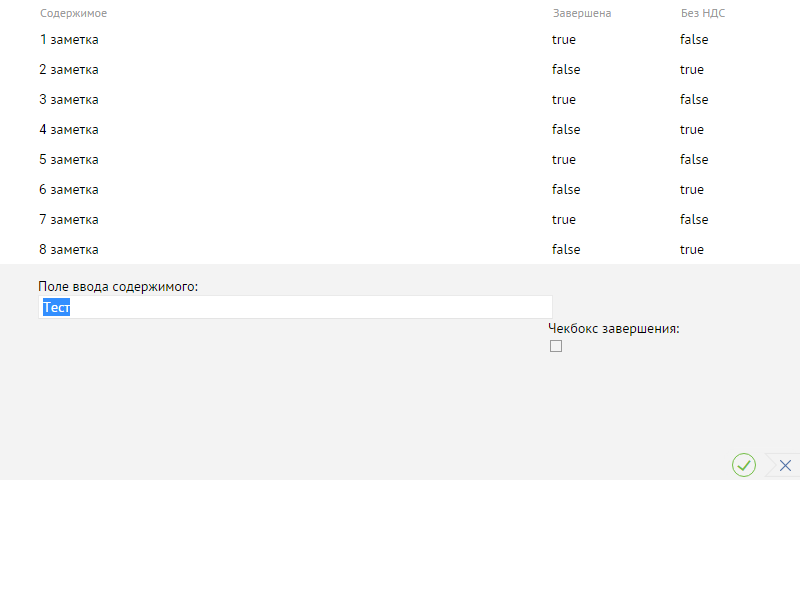 Содержимое Завершена Без НДС
1 заметка true false
2 заметка false true
3 заметка true false
4 заметка false true
5 заметка true false
6 заметка false true
7 заметка true false
8 заметка false true
Поле ввода содержимого:
Тест
Чекбокс завершения: